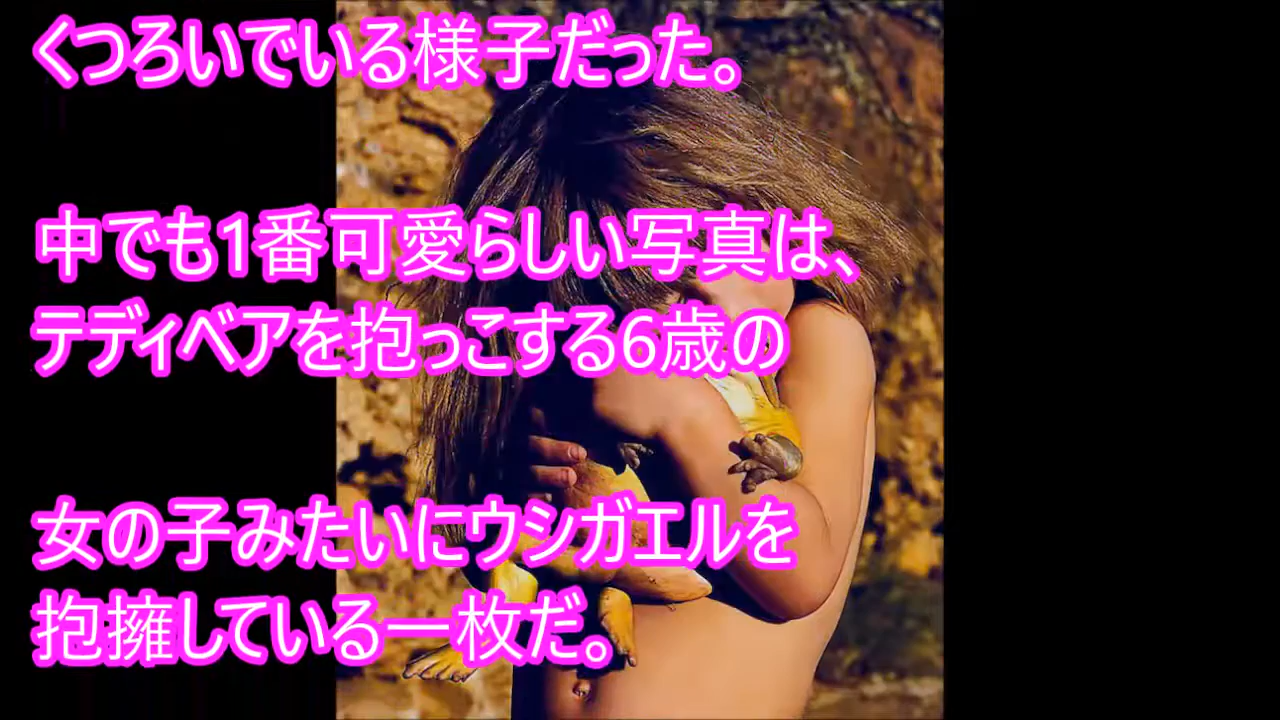 くつろいでいる様子だった。
中でも1番可愛らしい写真は、
テディベアを抱っこする6歳の
女の子みたいにウシガエルを
抱擁している一枚だ。